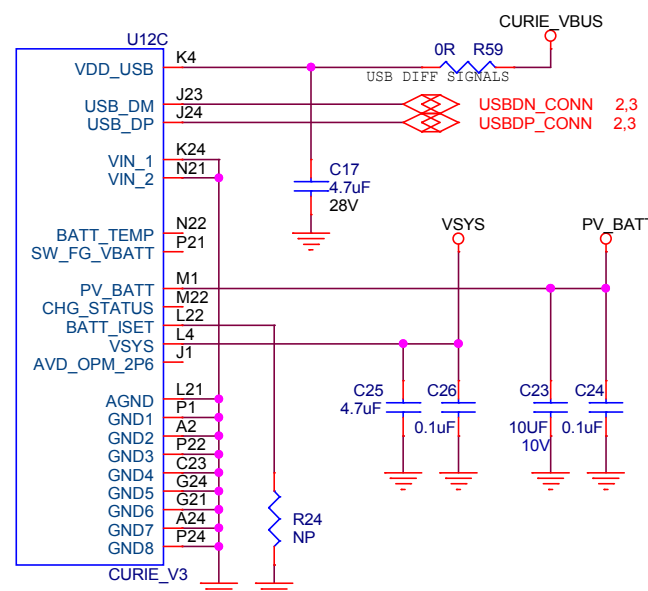 CURIE_VBUS
U12C
VDD_USB K4 0R R59
USB DIFF SIGNALS
USB_DM J23 USBDN_CONN 2,3
USB_DP J24 USBDP_CONN 2,3
VIN_1 K24
VIN_2 N21
C17
4.7uF
28V
BATT_TEMP N22
SW_FG_VBATT P21
VSYS
PV_BATT
PV_BATT M1
CHG_STATUS M22
BATT_ISET L22
VSYS L4
AVD_OPM_2P6 J1
C25
4.7uF
C26
0.1uF
C23
10UF
10V
C24
0.1uF
AGND L21
GND1 P1
GND2 A2
GND3 P22
GND4 C23
GND5 G24
GND6 G21
GND7 A24
GND8 P24
R24
NP
CURIE_V3